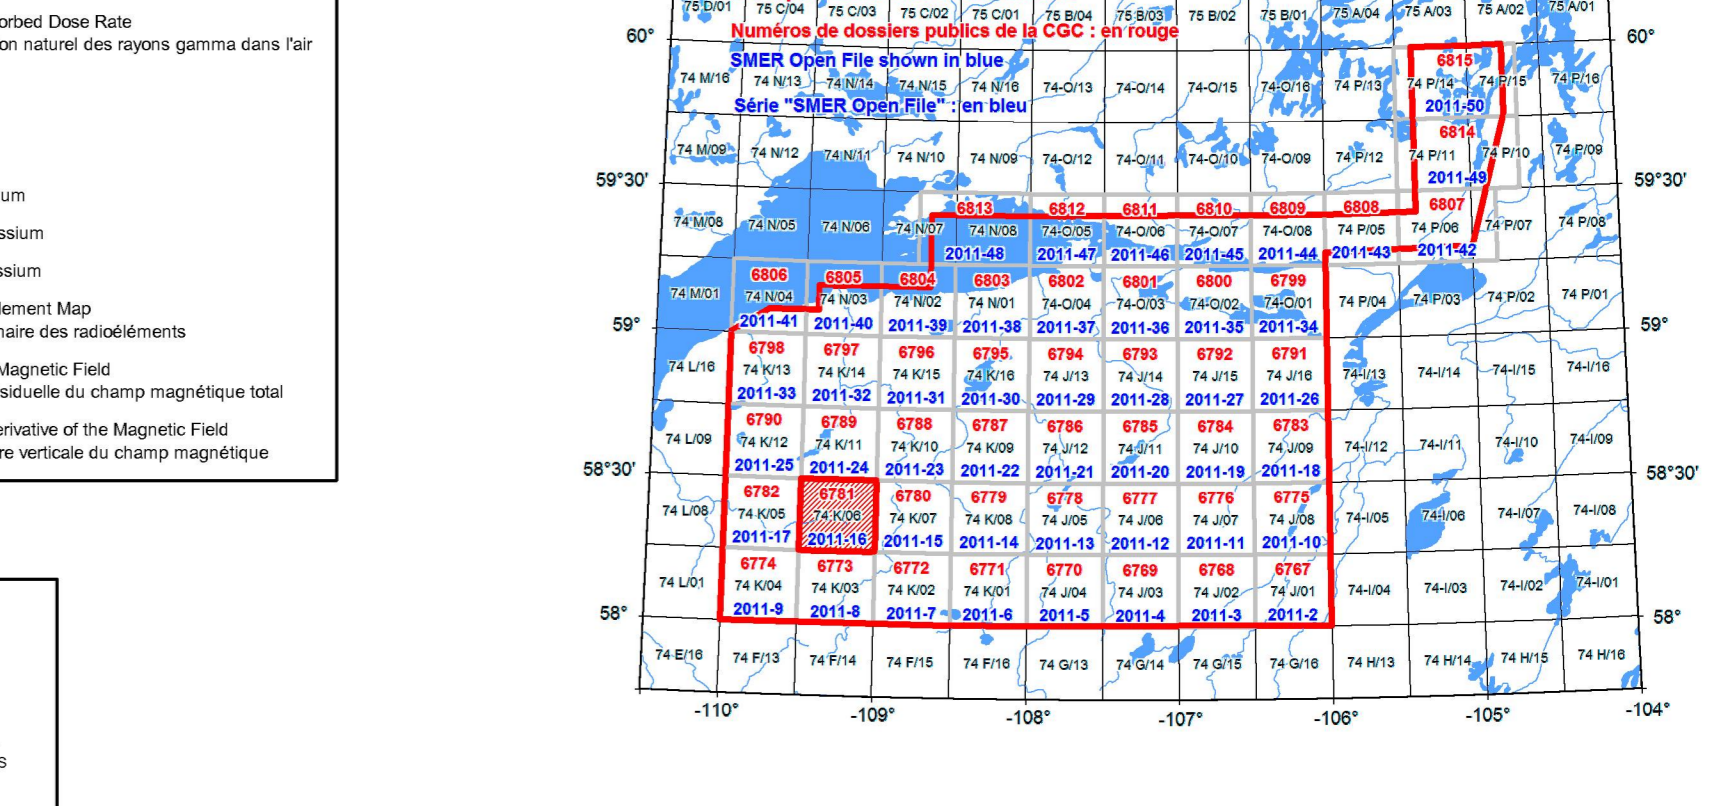 orbed Dose Rate
on naturel des rayons gamma dans l'air
um
ssium
ssium
lement Map
naire des radioéléments
Magnetic Field
siduelle du champ magnétique total
erivative of the Magnetic Field
re verticale du champ magnétique
s
75 D/01 75 C/04 75 C/03 75 C/02 75 C/01 75 B/04 75 B/03 75 B/02 75 B/01 75 A/04 75 A/03 75 A/02 75 A/01
Numéros de dossiers publics de la CGC : en rouge
60° 60°
SMER Open File shown in blue
6815
74 M/16 74 N/13 74 N/14 74 N/15 74 N/16 74-O/13 74-O/14 74-O/15 74-O/16 74 P/13 74 P/14 74 P/15 74 P/16
Série "SMER Open File" : en bleu
2011-50
6814
74 M/09 74 N/12 74 N/11 74 N/10 74 N/09 74-O/12 74-O/11 74-O/10 74-O/09 74 P/12 74 P/11 74 P/10 74 P/09
2011-49
59°30' 59°30'
6813 6812 6811 6810 6809 6808 6807
74 M/08 74 N/05 74 N/06 74 N/07 74 N/08 74-O/05 74-O/06 74-O/07 74-O/08 74 P/05 74 P/06 74 P/07 74 P/08
2011-48 2011-47 2011-46 2011-45 2011-44 2011-43 2011-42
6806 6805 6804 6803 6802 6801 6800 6799
74 M/01 74 N/04 74 N/03 74 N/02 74 N/01 74-O/04 74-O/03 74-O/02 74-O/01 74 P/04 74 P/03 74 P/02 74 P/01
2011-41 2011-40 2011-39 2011-38 2011-37 2011-36 2011-35 2011-34
59° 59°
6798 6797 6796 6795 6794 6793 6792 6791
74 L/16 74 K/13 74 K/14 74 K/15 74 K/16 74 J/13 74 J/14 74 J/15 74 J/16 74-I/13 74-I/14 74-I/15 74-I/16
2011-33 2011-32 2011-31 2011-30 2011-29 2011-28 2011-27 2011-26
6790 6789 6788 6787 6786 6785 6784 6783
74 L/09 74 K/12 74 K/11 74 K/10 74 K/09 74 J/12 74 J/11 74 J/10 74 J/09 74-I/12 74-I/11 74-I/10 74-I/09
2011-25 2011-24 2011-23 2011-22 2011-21 2011-20 2011-19 2011-18
58°30' 58°30'
6782 6781 6780 6779 6778 6777 6776 6775
74 L/08 74 K/05 74 K/06 74 K/07 74 K/08 74 J/05 74 J/06 74 J/07 74 J/08 74-I/05 74-I/06 74-I/07 74-I/08
2011-17 2011-16 2011-15 2011-14 2011-13 2011-12 2011-11 2011-10
6774 6773 6772 6771 6770 6769 6768 6767
74 L/01 74 K/04 74 K/03 74 K/02 74 K/01 74 J/04 74 J/03 74 J/02 74 J/01 74-I/04 74-I/03 74-I/02 74-I/01
2011-9 2011-8 2011-7 2011-6 2011-5 2011-4 2011-3 2011-2
58° 58°
74 E/16 74 F/13 74 F/14 74 F/15 74 F/16 74 G/13 74 G/14 74 G/15 74 G/16 74 H/13 74 H/14 74 H/15 74 H/16
-110° -109° -108° -107° -106° -105° -104°